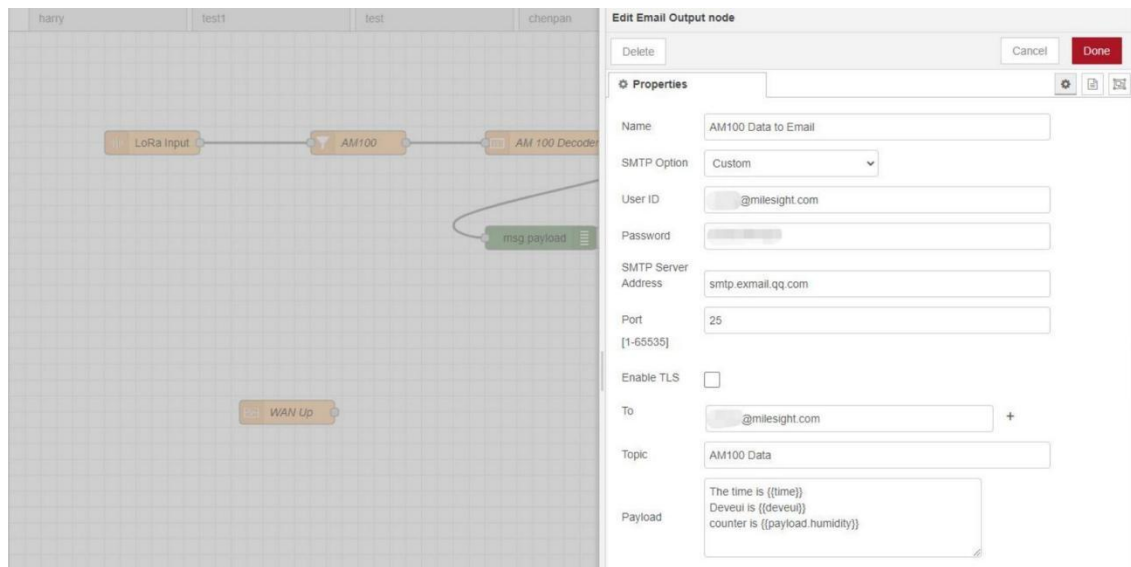 harry
test1
test
chenpan
LoRa Input
AM100
AM 100 Decoder
msg.payload
WAN Up
Edit Email Output node
Delete
Cancel
Done
Properties
Name
AM100 Data to Email
SMTP Option
Custom
User ID
@milesight.com
Password
SMTP Server
Address
smtp.exmail.qq.com
Port
25
[1-65535]
Enable TLS
To
@milesight.com
+
Topic
AM100 Data
Payload
The time is {{time}}
Deveui is {{deveui}}
counter is {{payload.humidity}}